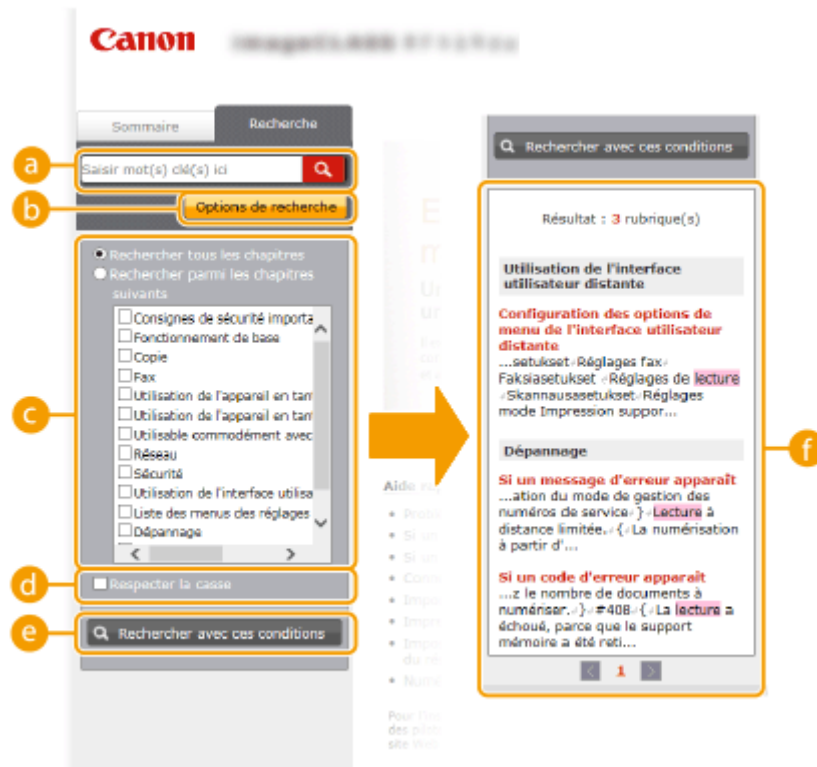 Canon
Sommaire
Recherche
a
Saisir mot(s) clé(s) ici
b
Options de recherche
c
Rechercher tous les chapitres
Rechercher parmi les chapitres
suivants
Consignes de sécurité importa
Fonctionnement de base
Copie
Fax
Utilisation de l'appareil en tan
Utilisation de l'appareil en tan
Utilisable commodément avec
Réseau
Sécurité
Utilisation de l'interface utilisa
Liste des menus des réglages
Dépannage
d
Respecter la casse
e
Rechercher avec ces conditions
Aide
Rechercher avec ces conditions
f
Résultat : 3 rubrique(s)
Utilisation de l'interface
utilisateur distante
Configuration des options de
menu de l'interface utilisateur
distante
...setukset Réglages fax
Faksiasetukset Réglages de lecture
Skannausasetukset Réglages
mode Impression suppor...
Dépannage
Si un message d'erreur apparaît
...ation du mode de gestion des
numéros de service } Lecture à
distance limitée. { La numérisation
à partir d'...
Si un code d'erreur apparaît
...z le nombre de documents à
numériser. } #408 { La lecture a
échoué, parce que le support
mémoire a été reti...
1